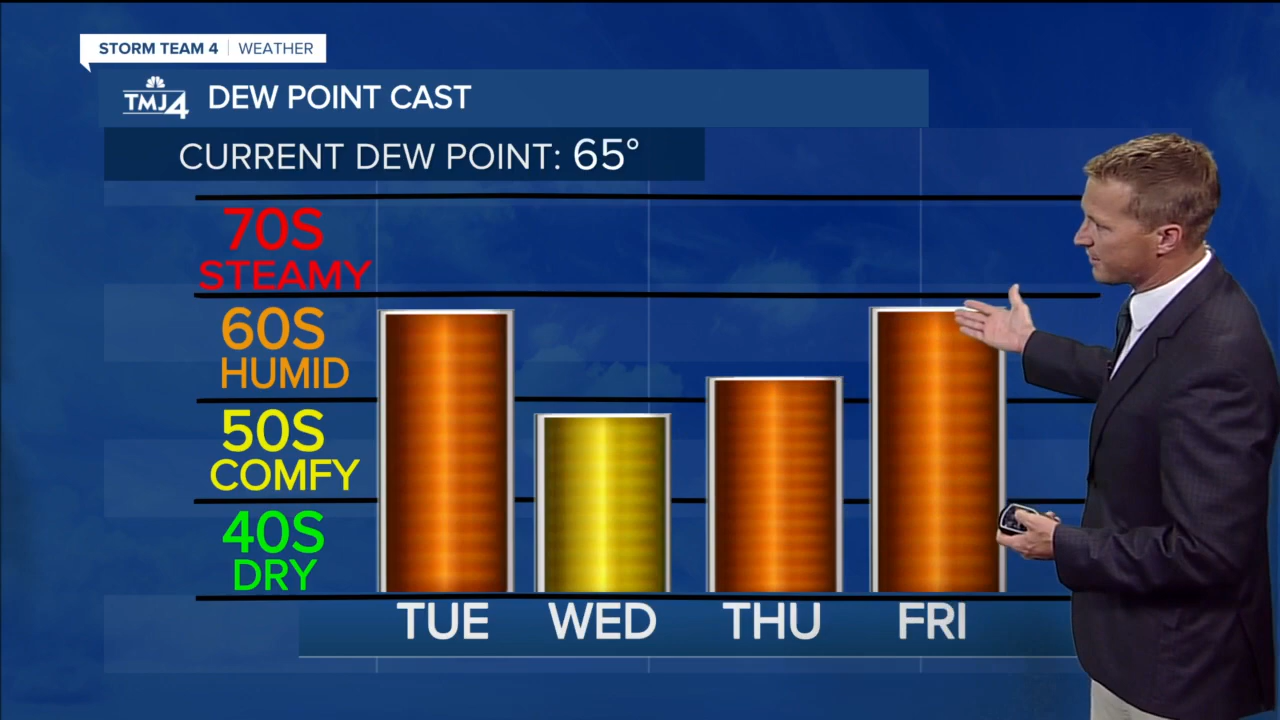 STORM TEAM 4 | WEATHER
TMJ4 DEW POINT CAST
CURRENT DEW POINT: 65°
70S
STEAMY
60S
HUMID
50S
COMFY
40S
DRY
TUE WED THU FRI